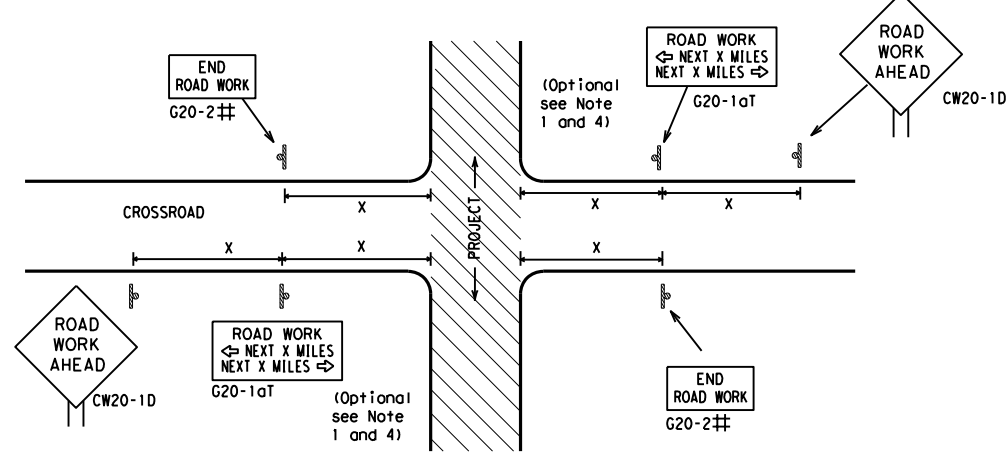 END
ROAD WORK
G20-2#
ROAD WORK
⇦ NEXT X MILES
NEXT X MILES ⇨
G20-1aT
(Optional
see Note
1 and 4)
ROAD
WORK
AHEAD
CW20-1D
X
X
X
CROSSROAD
PROJECT
X
X
X
ROAD
WORK
AHEAD
CW20-1D
ROAD WORK
⇦ NEXT X MILES
NEXT X MILES ⇨
G20-1aT
(Optional
see Note
1 and 4)
END
ROAD WORK
G20-2#